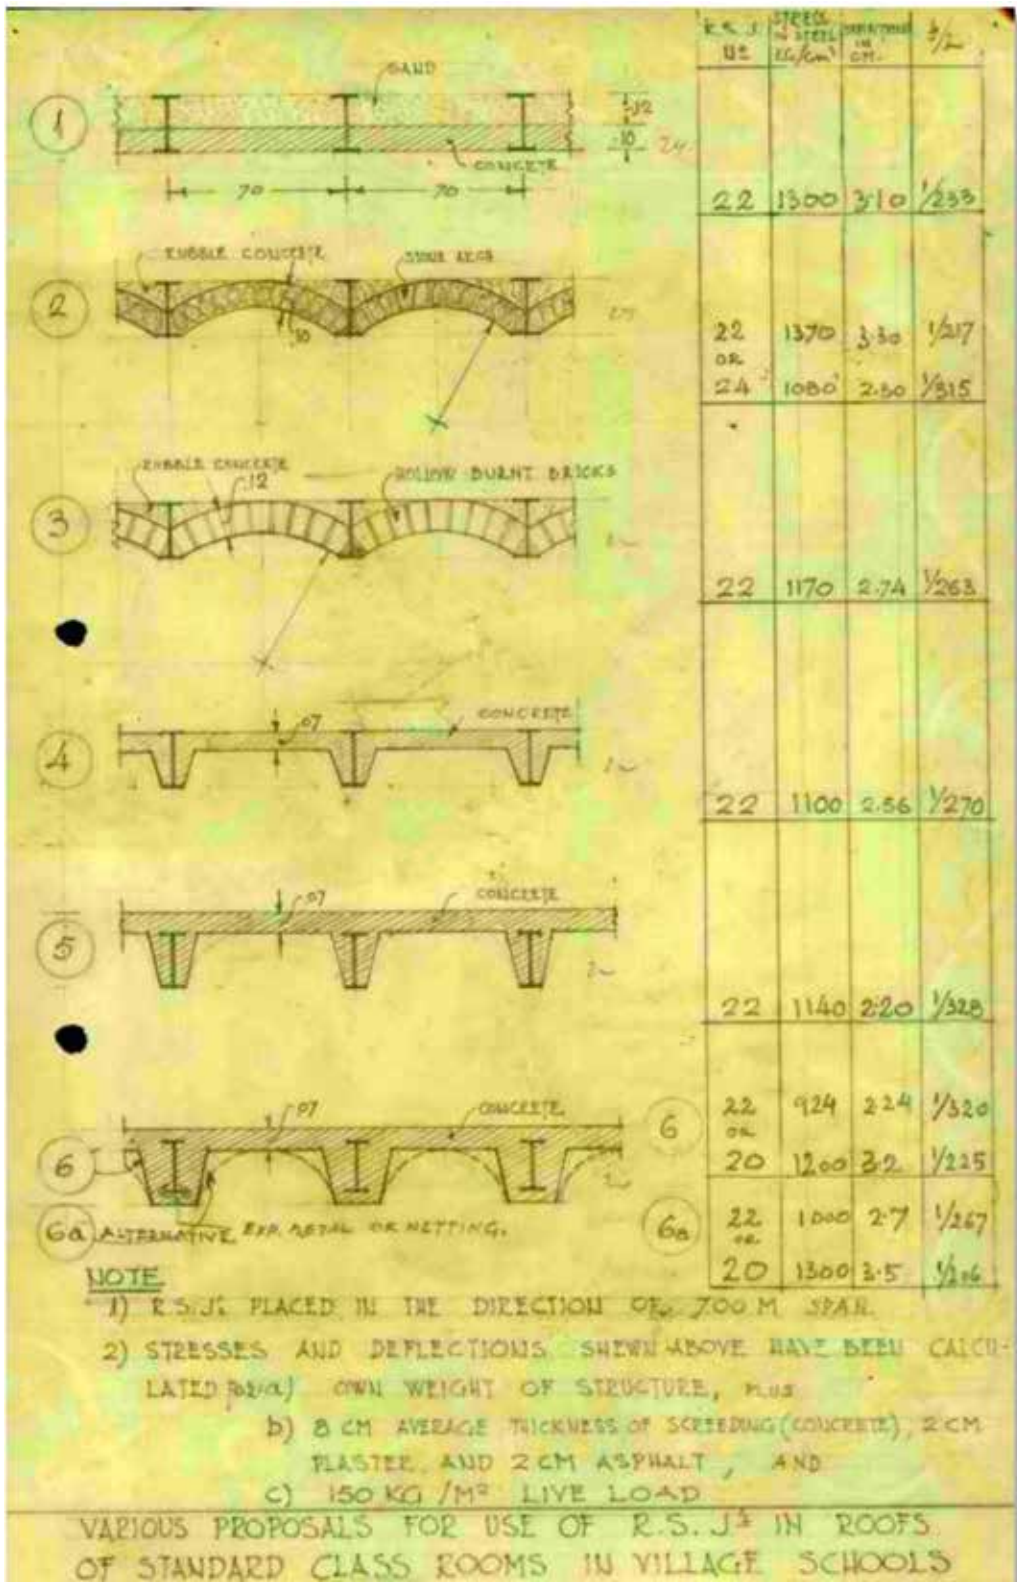 R.S.J. Nº
STRESS IN STEEL KG/cm²
DEFLECTION IN CM.
1
SAND
CONCRETE
.12
.10
24
70
70
22 1300 3.10 1/233
2
RUBBLE CONCRETE
STONE ARCH
.10
22 1370 3.30 1/217
OR
24 1080 2.30 1/315
3
RUBBLE CONCRETE
.12
HOLLOW BURNT BRICKS
22 1170 2.74 1/263
4
.07
CONCRETE
22 1100 2.56 1/270
5
.07
CONCRETE
22 1140 2.20 1/328
6
.07
CONCRETE
6
22 924 2.24 1/320
OR
20 1200 3.2 1/225
6a ALTERNATIVE EXP. METAL OR NETTING.
6a
22 1000 2.7 1/267
OR
20 1300 3.5 1/206
NOTE
1) R.S.Js PLACED IN THE DIRECTION OF 7.00 M SPAN.
2) STRESSES AND DEFLECTIONS SHEWN ABOVE HAVE BEEN CALCU-
LATED FOR a) OWN WEIGHT OF STRUCTURE, PLUS
b) 8 CM AVERAGE THICKNESS OF SCREEDING (CONCRETE), 2 CM
PLASTER, AND 2 CM ASPHALT, AND
c) 150 KG/M² LIVE LOAD
VARIOUS PROPOSALS FOR USE OF R.S.Js IN ROOFS
OF STANDARD CLASS ROOMS IN VILLAGE SCHOOLS